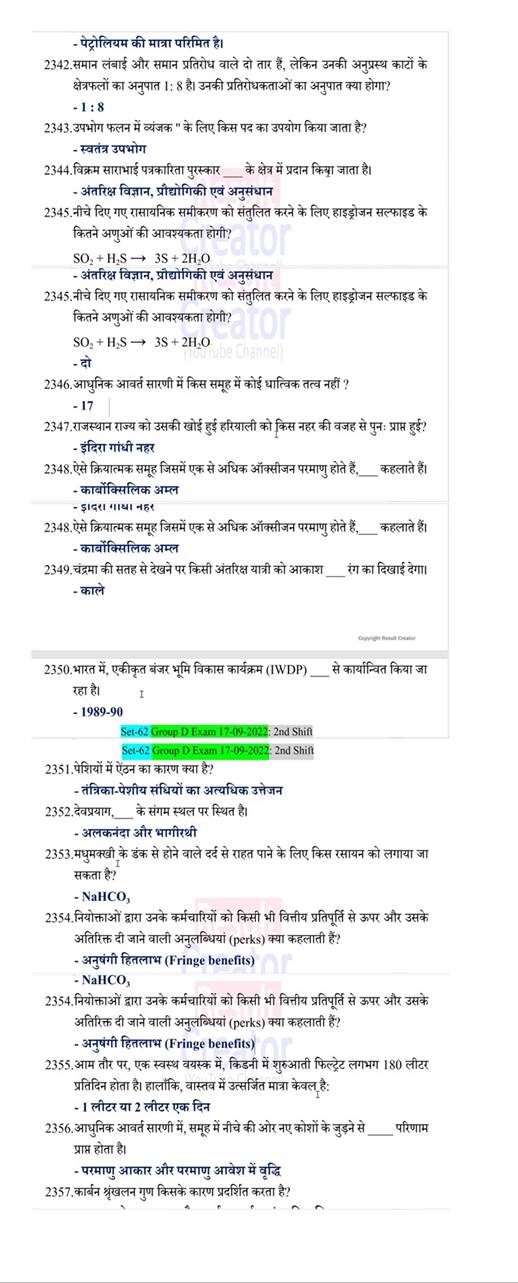 - पेट्रोलियम की मात्रा परिमित है।
2342.समान लंबाई और समान प्रतिरोध वाले दो तार हैं, लेकिन उनकी अनुप्रस्थ काटों के
क्षेत्रफलों का अनुपात 1: 8 है। उनकी प्रतिरोधकताओं का अनुपात क्या होगा?
- 1 : 8
2343.उपभोग फलन में व्यंजक " के लिए किस पद का उपयोग किया जाता है?
- स्वतंत्र उपभोग
2344.विक्रम साराभाई पत्रकारिता पुरस्कार ___ के क्षेत्र में प्रदान किया जाता है।
- अंतरिक्ष विज्ञान, प्रौद्योगिकी एवं अनुसंधान
2345.नीचे दिए गए रासायनिक समीकरण को संतुलित करने के लिए हाइड्रोजन सल्फाइड के
कितने अणुओं की आवश्यकता होगी?
SO₂ + H₂S → 3S + 2H₂O
- अंतरिक्ष विज्ञान, प्रौद्योगिकी एवं अनुसंधान
2345.नीचे दिए गए रासायनिक समीकरण को संतुलित करने के लिए हाइड्रोजन सल्फाइड के
कितने अणुओं की आवश्यकता होगी?
SO₂ + H₂S → 3S + 2H₂O
(YouTube Channel)
- दो
2346.आधुनिक आवर्त सारणी में किस समूह में कोई धात्विक तत्व नहीं ?
- 17
2347.राजस्थान राज्य को उसकी खोई हुई हरियाली को किस नहर की वजह से पुनः प्राप्त हुई?
- इंदिरा गांधी नहर
2348.ऐसे क्रियात्मक समूह जिसमें एक से अधिक ऑक्सीजन परमाणु होते हैं,___ कहलाते हैं।
- कार्बोक्सिलिक अम्ल
- इंदिरा गांधी नहर
2348.ऐसे क्रियात्मक समूह जिसमें एक से अधिक ऑक्सीजन परमाणु होते हैं,___ कहलाते हैं।
- कार्बोक्सिलिक अम्ल
2349.चंद्रमा की सतह से देखने पर किसी अंतरिक्ष यात्री को आकाश ___ रंग का दिखाई देगा।
- काले
Copyright Result Creator
2350.भारत में, एकीकृत बंजर भूमि विकास कार्यक्रम (IWDP) ___ से कार्यान्वित किया जा
रहा है।
- 1989-90
Set-62 Group D Exam 17-09-2022: 2nd Shift
Set-62 Group D Exam 17-09-2022: 2nd Shift
2351.पेशियों में ऐंठन का कारण क्या है?
- तंत्रिका-पेशीय संधियों का अत्यधिक उत्तेजन
2352.देवप्रयाग,___ के संगम स्थल पर स्थित है।
- अलकनंदा और भागीरथी
2353.मधुमक्खी के डंक से होने वाले दर्द से राहत पाने के लिए किस रसायन को लगाया जा
सकता है?
- NaHCO₃
2354.नियोक्ताओं द्वारा उनके कर्मचारियों को किसी भी वित्तीय प्रतिपूर्ति से ऊपर और उसके
अतिरिक्त दी जाने वाली अनुलब्धियां (perks) क्या कहलाती हैं?
- अनुषंगी हितलाभ (Fringe benefits)
- NaHCO₃
2354.नियोक्ताओं द्वारा उनके कर्मचारियों को किसी भी वित्तीय प्रतिपूर्ति से ऊपर और उसके
अतिरिक्त दी जाने वाली अनुलब्धियां (perks) क्या कहलाती हैं?
- अनुषंगी हितलाभ (Fringe benefits)
2355.आम तौर पर, एक स्वस्थ वयस्क में, किडनी में शुरुआती फिल्ट्रेट लगभग 180 लीटर
प्रतिदिन होता है। हालाँकि, वास्तव में उत्सर्जित मात्रा केवल है:
- 1 लीटर या 2 लीटर एक दिन
2356.आधुनिक आवर्त सारणी में, समूह में नीचे की ओर नए कोशों के जुड़ने से ____ परिणाम
प्राप्त होता है।
- परमाणु आकार और परमाणु आवेश में वृद्धि
2357.कार्बन श्रृंखलन गुण किसके कारण प्रदर्शित करता है?